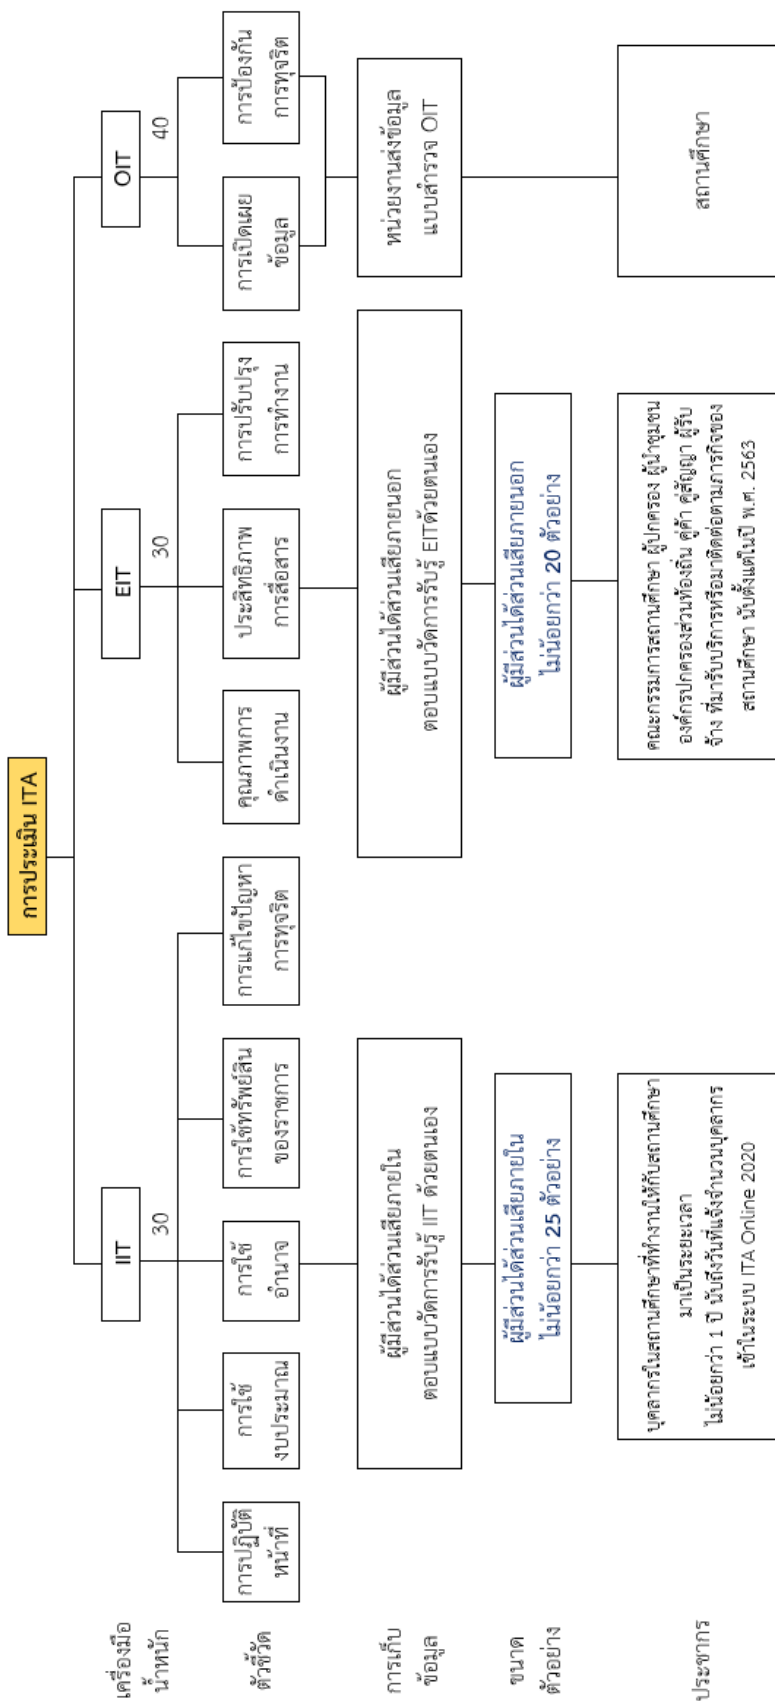 การประเมิน ITA
เครื่องมือ
น้ำหนัก
IIT
30
EIT
30
OIT
40
ตัวชี้วัด
การปฏิบัติ
หน้าที่
การใช้
งบประมาณ
การใช้
อำนาจ
การใช้ทรัพย์สิน
ของราชการ
การแก้ไขปัญหา
การทุจริต
คุณภาพการ
ดำเนินงาน
ประสิทธิภาพ
การสื่อสาร
การปรับปรุง
การทำงาน
การเปิดเผย
ข้อมูล
การป้องกัน
การทุจริต
การเก็บ
ข้อมูล
ผู้มีส่วนได้ส่วนเสียภายใน
ตอบแบบวัดการรับรู้ IIT ด้วยตนเอง
ผู้มีส่วนได้ส่วนเสียภายนอก
ตอบแบบวัดการรับรู้ EITด้วยตนเอง
หน่วยงานส่งข้อมูล
แบบสำรวจ OIT
ขนาด
ตัวอย่าง
ผู้มีส่วนได้ส่วนเสียภายใน
ไม่น้อยกว่า 25 ตัวอย่าง
ผู้มีส่วนได้ส่วนเสียภายนอก
ไม่น้อยกว่า 20 ตัวอย่าง
ประชากร
บุคลากรในสถานศึกษาที่ทำงานให้กับสถานศึกษา
มาเป็นระยะเวลา
ไม่น้อยกว่า 1 ปี นับถึงวันที่แจ้งจำนวนบุคลากร
เข้าในระบบ ITA Online 2020
คณะกรรมการสถานศึกษา ผู้ปกครอง ผู้นำชุมชน
องค์กรปกครองส่วนท้องถิ่น คู่ค้า คู่สัญญา ผู้รับ
จ้าง ที่มารับบริการหรือมาติดต่อตามภารกิจของ
สถานศึกษา นับตั้งแต่ในปี พ.ศ. 2563
สถานศึกษา